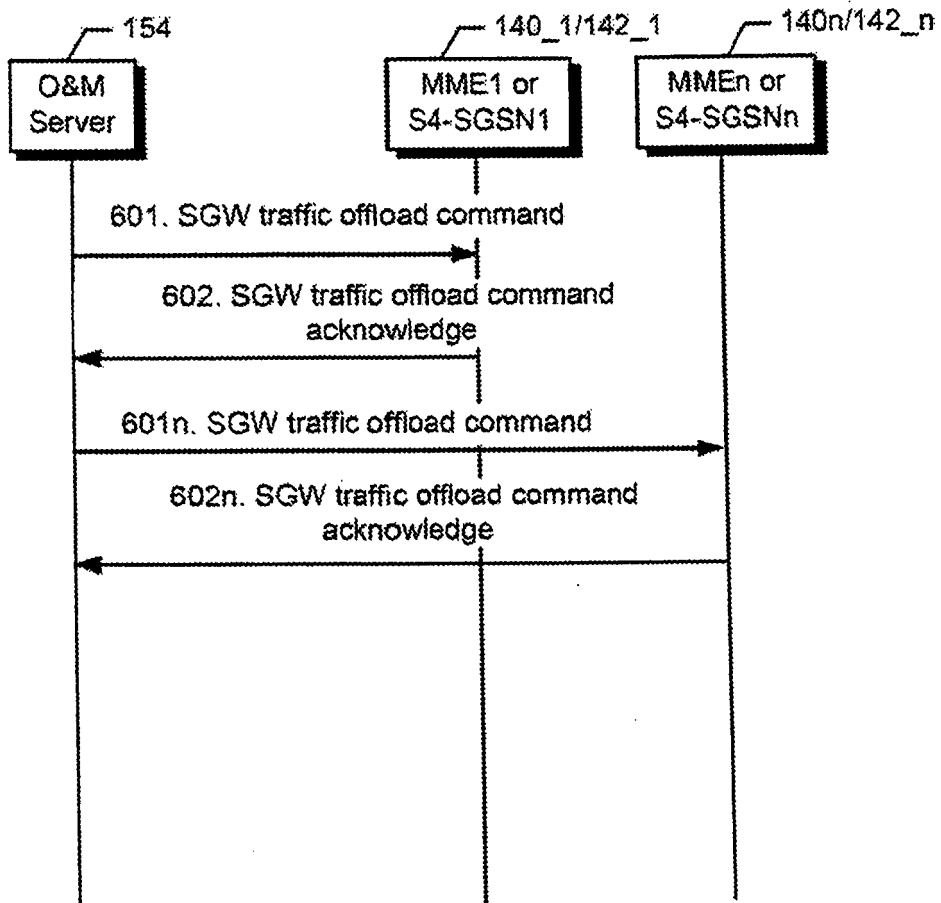 154
140_1/142_1
140n/142_n
O&M
Server
MME1 or
S4-SGSN1
MMEn or
S4-SGSNn
601. SGW traffic offload command
602. SGW traffic offload command
acknowledge
601n. SGW traffic offload command
602n. SGW traffic offload command
acknowledge